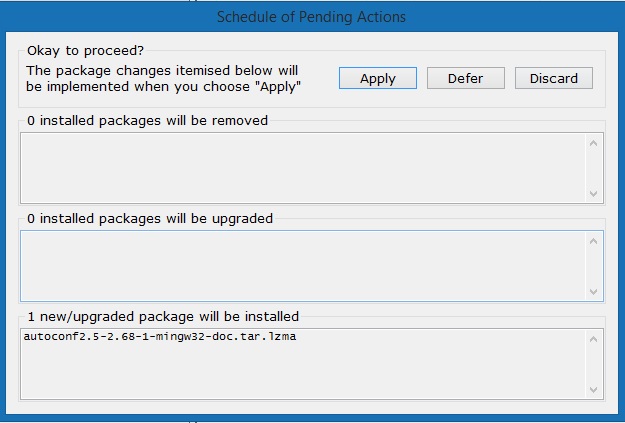 Schedule of Pending Actions
Okay to proceed?
The package changes itemised below will
be implemented when you choose "Apply"
Apply
Defer
Discard
0 installed packages will be removed
0 installed packages will be upgraded
1 new/upgraded package will be installed
autoconf2.5-2.68-1-mingw32-doc.tar.lzma